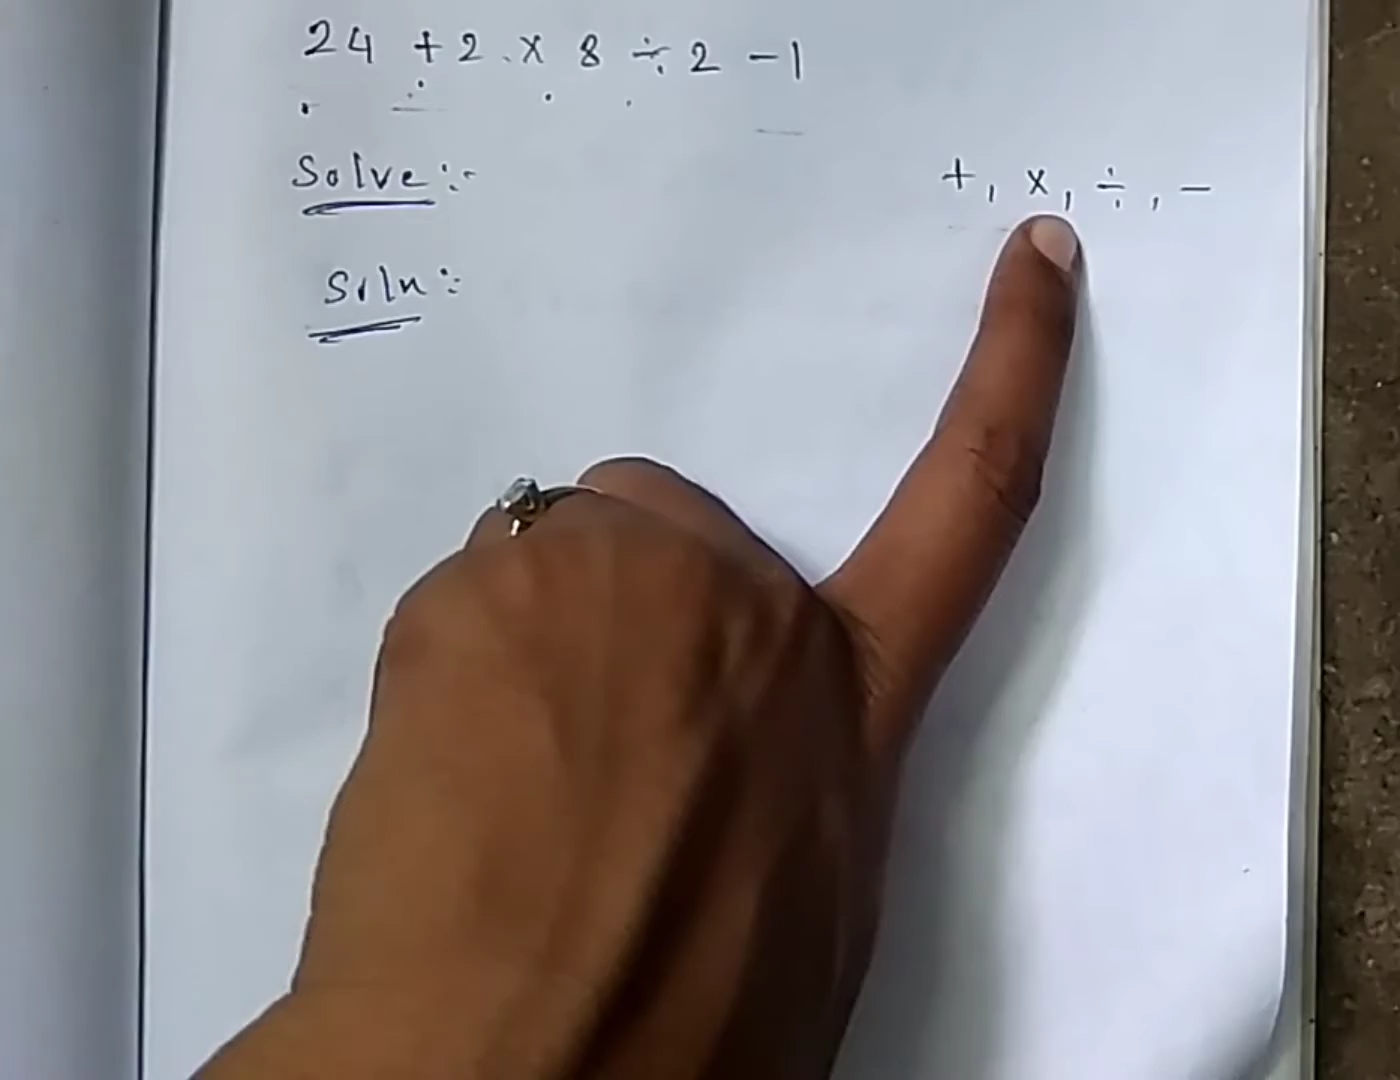 24 + 2 × 8 ÷ 2 - 1
Solve:-
+, ×, ÷, -
Soln: